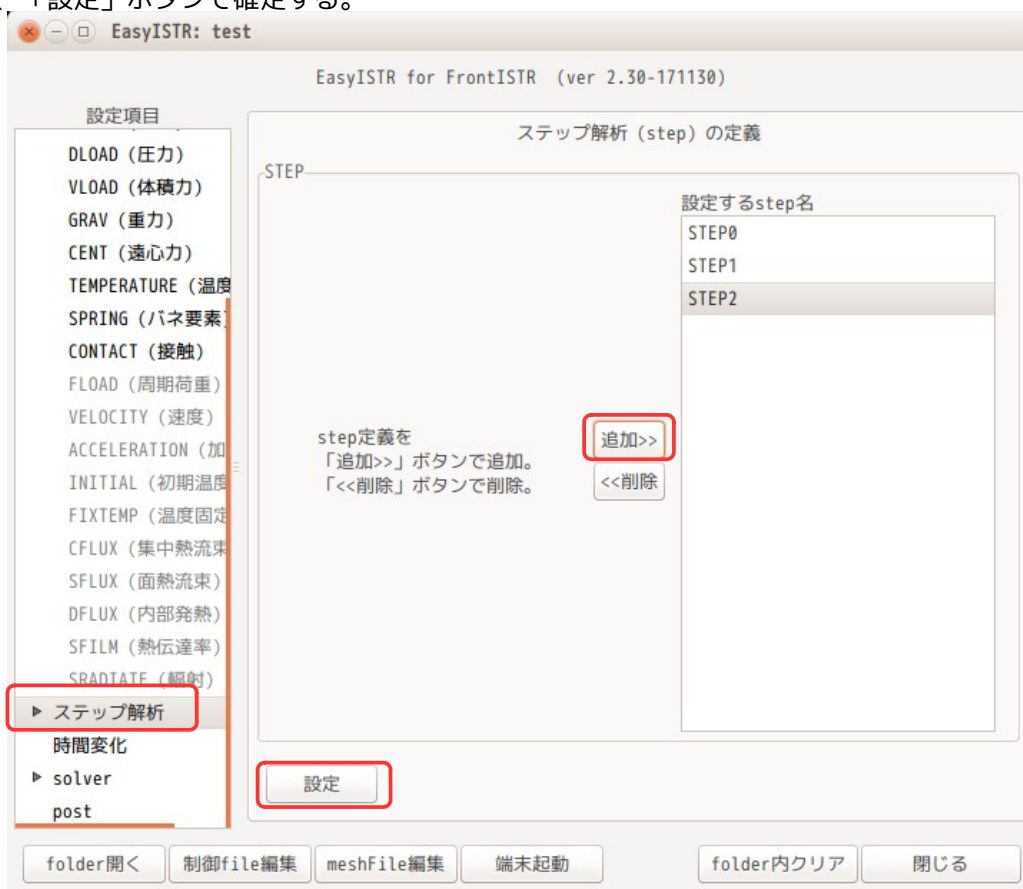 「設定」ボタンで確定する。
EasyISTR: test
EasyISTR for FrontISTR (ver 2.30-171130)
設定項目
DLOAD (圧力)
VLOAD (体積力)
GRAV (重力)
CENT (遠心力)
TEMPERATURE (温度
SPRING (バネ要素)
CONTACT (接触)
FLOAD (周期荷重)
VELOCITY (速度)
ACCELERATION (加
INITIAL (初期温度
FIXTEMP (温度固定
CFLUX (集中熱流束
SFLUX (面熱流束)
DFLUX (内部発熱)
SFILM (熱伝達率)
SRADIATE (輻射)
ステップ解析
時間変化
solver
post
ステップ解析 (step) の定義
STEP
設定するstep名
STEP0
STEP1
STEP2
step定義を
「追加>>」ボタンで追加。
「<<削除」ボタンで削除。
追加>>
<<削除
設定
folder開く
制御file編集
meshFile編集
端末起動
folder内クリア
閉じる